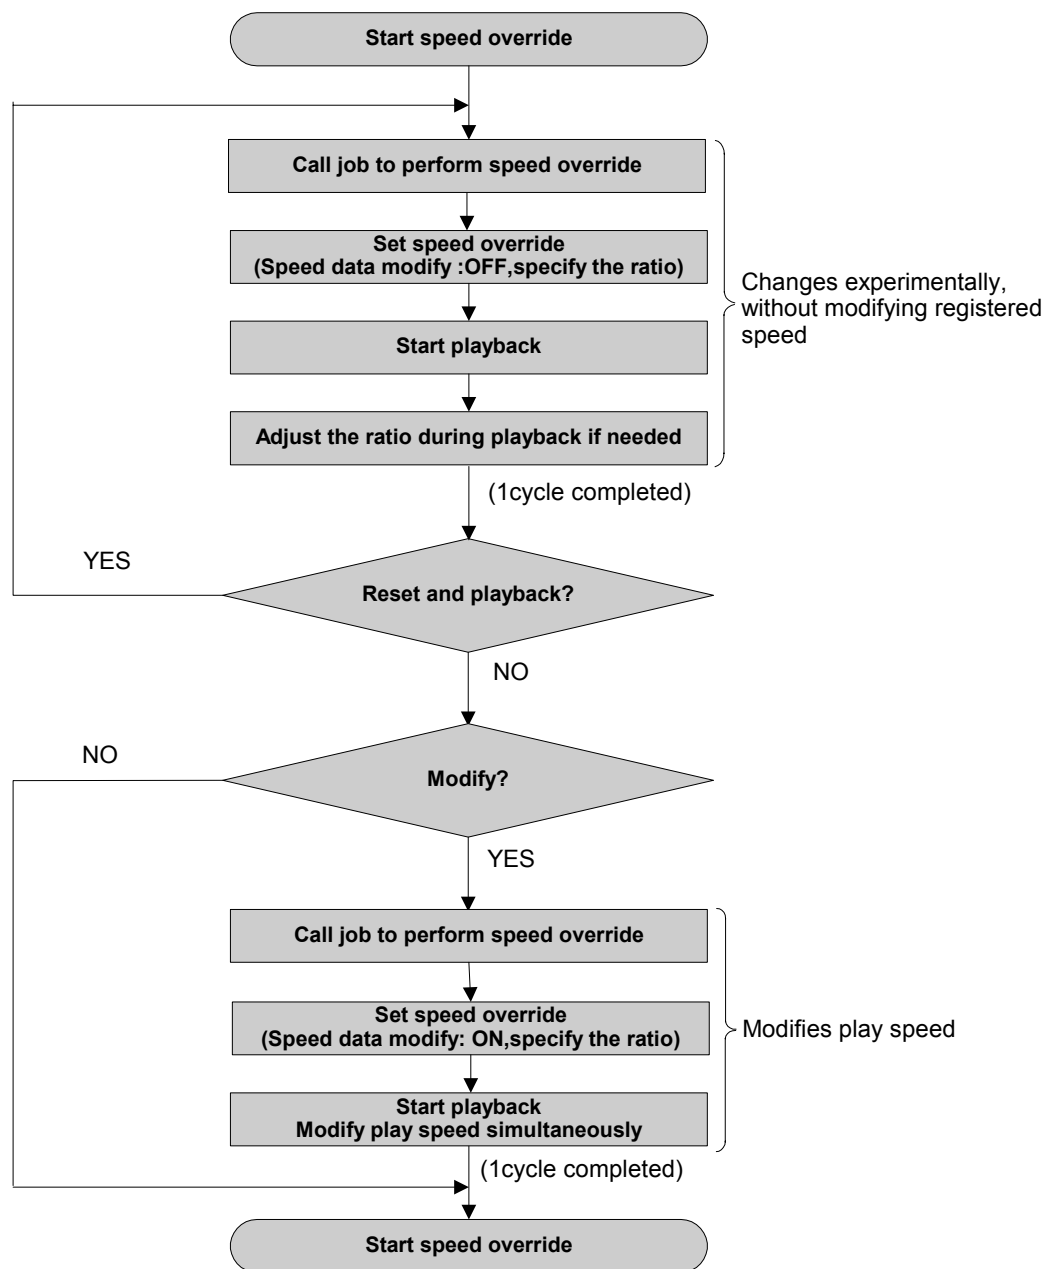 Start speed override
Call job to perform speed override
Set speed override
(Speed data modify :OFF,specify the ratio)
Changes experimentally,
without modifying registered
speed
Start playback
Adjust the ratio during playback if needed
(1cycle completed)
YES
Reset and playback?
NO
NO
Modify?
YES
Call job to perform speed override
Set speed override
(Speed data modify: ON,specify the ratio)
Modifies play speed
Start playback
Modify play speed simultaneously
(1cycle completed)
Start speed override